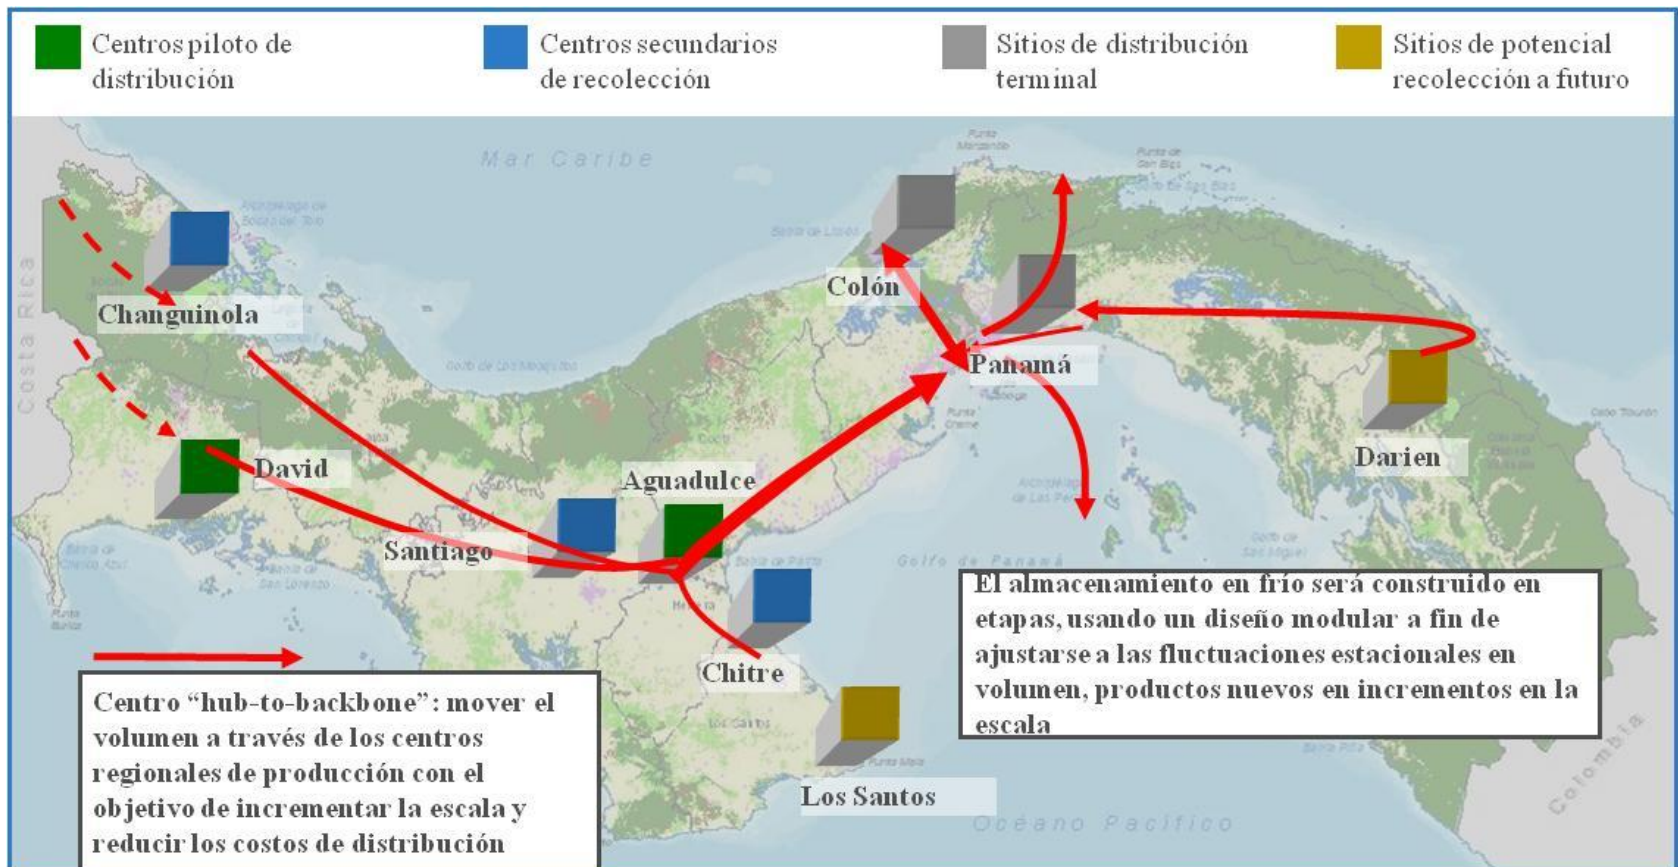 Centros piloto de
distribución
Centros secundarios
de recolección
Sitios de distribución
terminal
Sitios de potencial
recolección a futuro
Mar Caribe
Costa Rica
Changuinola
Colón
Panamá
David
Aguadulce
Santiago
Chitre
Darien
Los Santos
Golfo de Panamá
Océano Pacífico
Colombia
El almacenamiento en frío será construido en
etapas, usando un diseño modular a fin de
ajustarse a las fluctuaciones estacionales en
volumen, productos nuevos en incrementos en la
escala
Centro “hub-to-backbone”: mover el
volumen a través de los centros
regionales de producción con el
objetivo de incrementar la escala y
reducir los costos de distribución